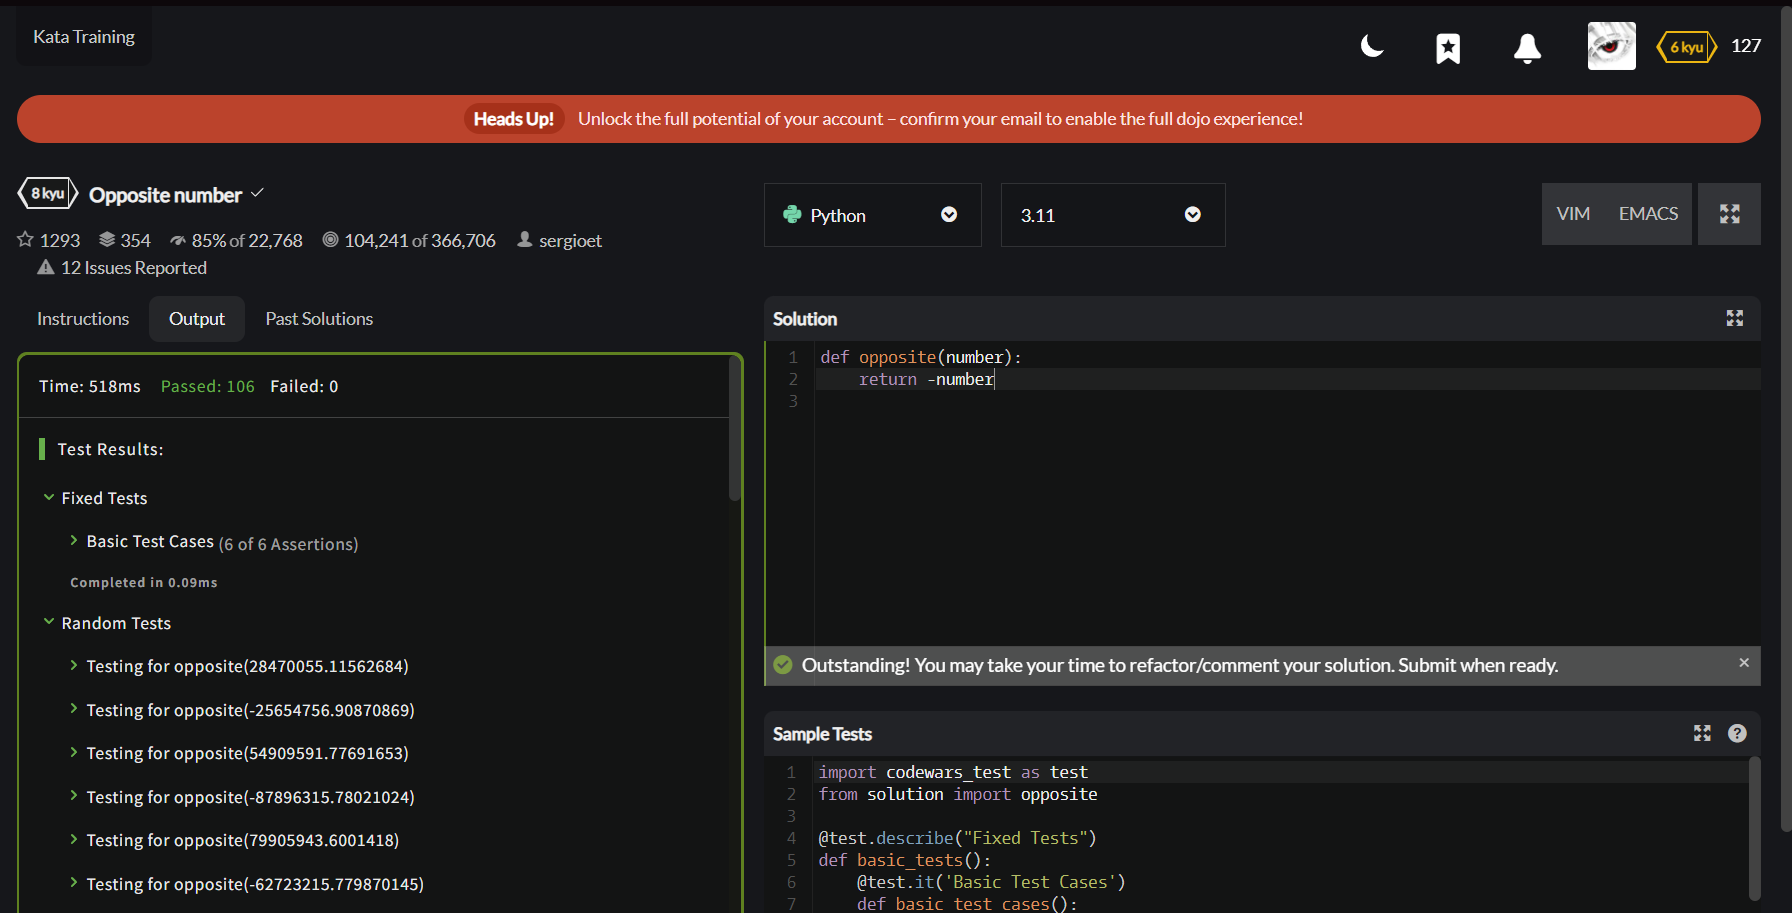 Kata Training
6 kyu 127
Heads Up! Unlock the full potential of your account – confirm your email to enable the full dojo experience!
8 kyu Opposite number
1293 354 85% of 22,768 104,241 of 366,706 sergioet
12 Issues Reported
Python 3.11 VIM EMACS
Instructions Output Past Solutions
Time: 518ms Passed: 106 Failed: 0
Test Results:
Fixed Tests
Basic Test Cases (6 of 6 Assertions)
Completed in 0.09ms
Random Tests
Testing for opposite(28470055.11562684)
Testing for opposite(-25654756.90870869)
Testing for opposite(54909591.77691653)
Testing for opposite(-87896315.78021024)
Testing for opposite(79905943.6001418)
Testing for opposite(-62723215.779870145)
Solution
1 def opposite(number):
2     return -number
3
Outstanding! You may take your time to refactor/comment your solution. Submit when ready. ×
Sample Tests ?
1 import codewars_test as test
2 from solution import opposite
3
4 @test.describe("Fixed Tests")
5 def basic_tests():
6     @test.it('Basic Test Cases')
7     def basic_test_cases():